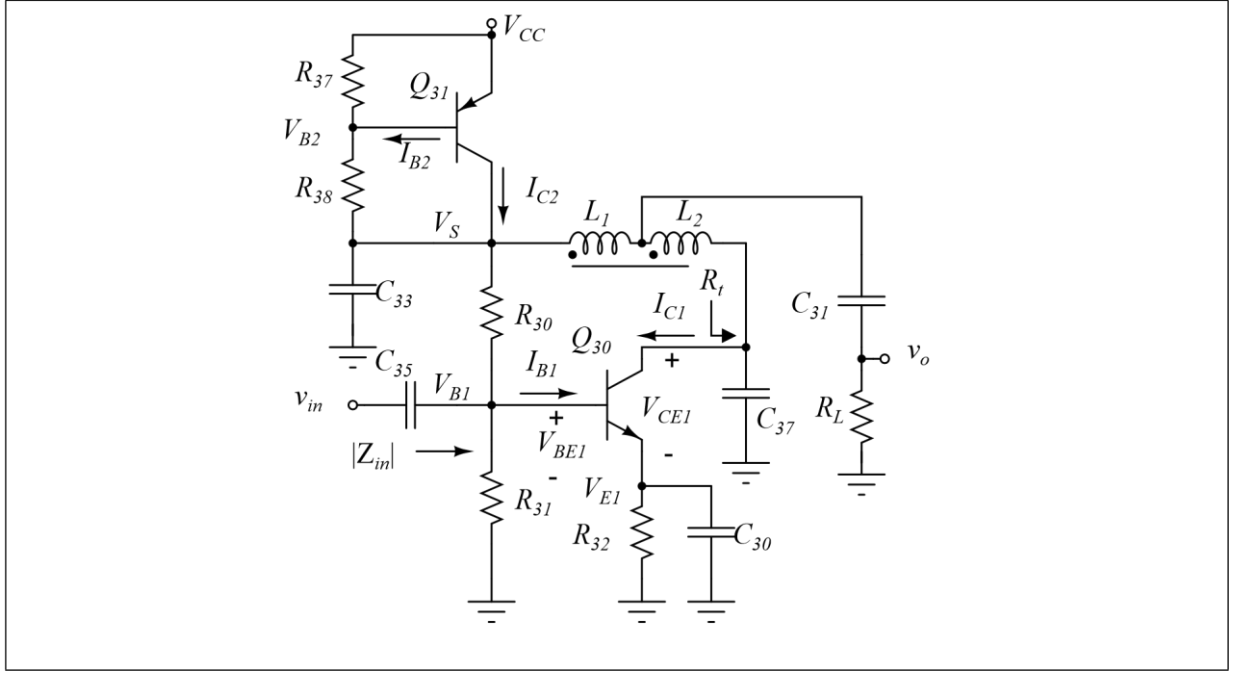 V_CC
R_37
Q_31
V_B2
I_B2
R_38
I_C2
V_S
L_1
L_2
C_33
R_t
R_30
I_C1
C_31
Q_30
+
v_o
C_35
V_B1
I_B1
v_in
+
V_CE1
C_37
R_L
|Z_in|
V_BE1
-
-
R_31
V_E1
R_32
C_30